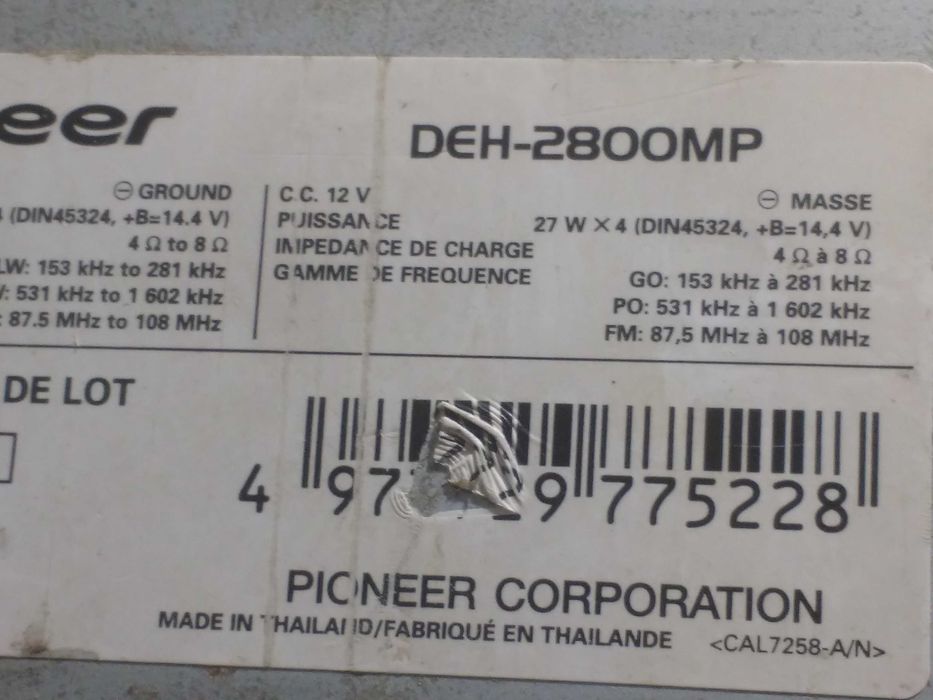 eer
DEH-2800MP
⊖ GROUND
(DIN45324, +B=14.4 V)
4 Ω to 8 Ω
LW: 153 kHz to 281 kHz
: 531 kHz to 1 602 kHz
: 87.5 MHz to 108 MHz
C.C. 12 V ⊖ MASSE
PUISSANCE 27 W × 4 (DIN45324, +B=14,4 V)
IMPEDANCE DE CHARGE 4 Ω à 8 Ω
GAMME DE FREQUENCE GO: 153 kHz à 281 kHz
PO: 531 kHz à 1 602 kHz
FM: 87,5 MHz à 108 MHz
DE LOT
4 97 29 775228
PIONEER CORPORATION
MADE IN THAILAND/FABRIQUÉ EN THAILANDE <CAL7258-A/N>